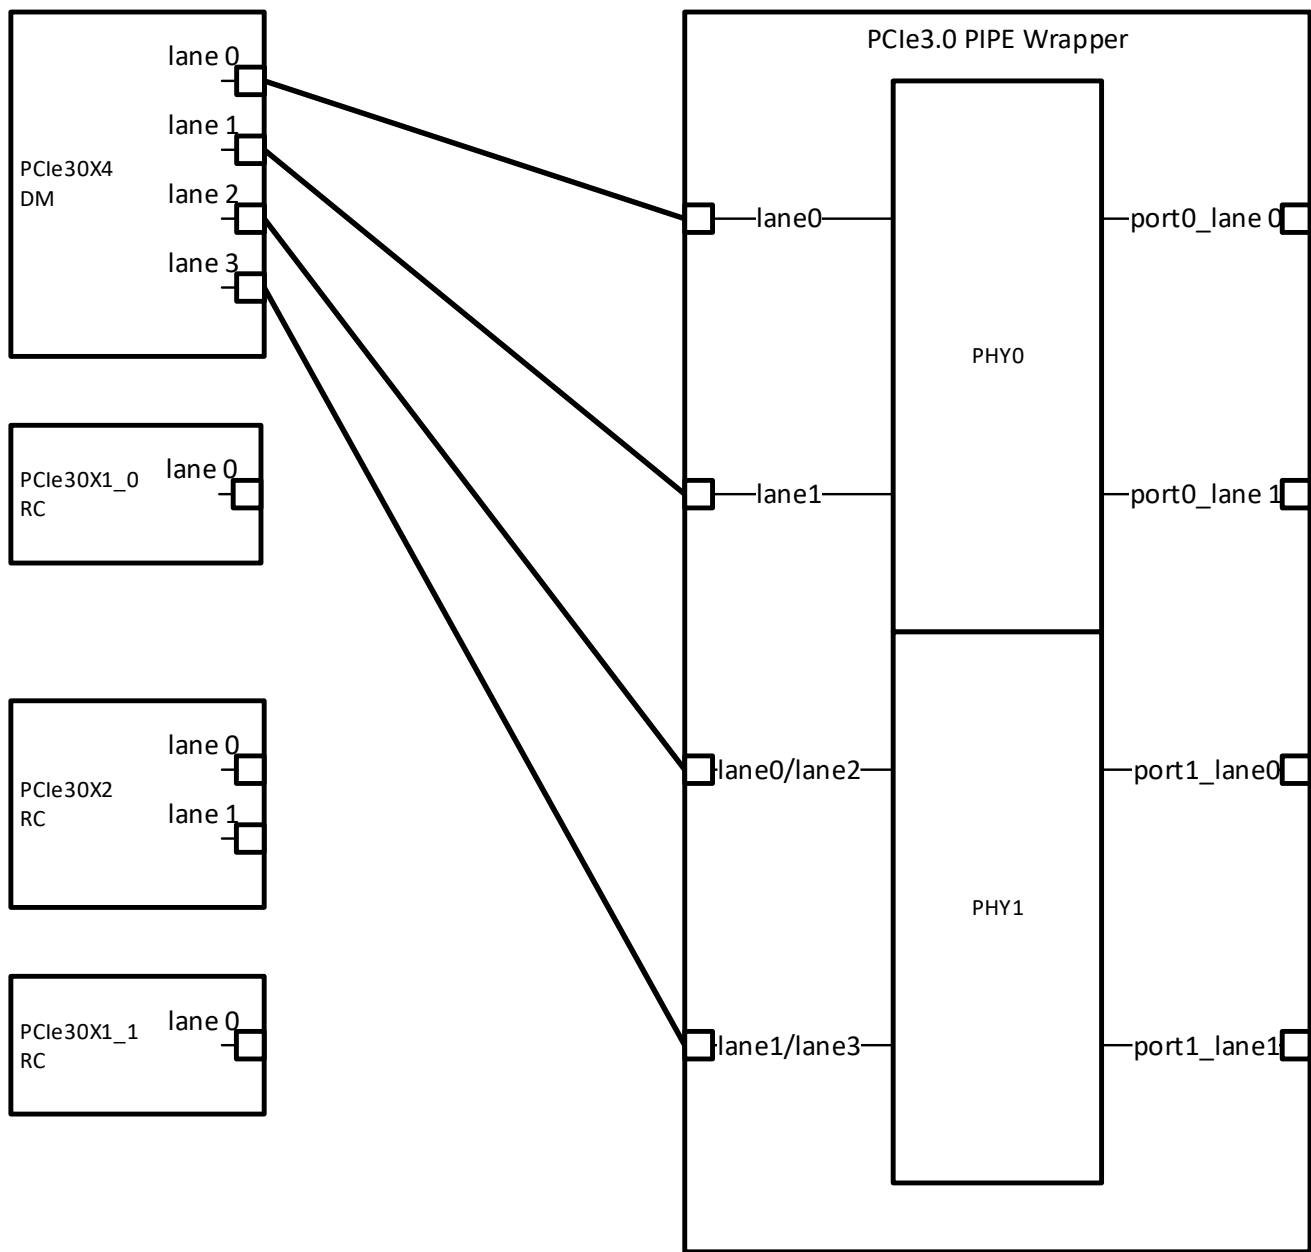 lane 0
lane 1
PCIe30X4
DM
lane 2
lane 3
PCIe30X1_0
RC
lane 0
PCIe30X2
RC
lane 0
lane 1
PCIe30X1_1
RC
lane 0
PCIe3.0 PIPE Wrapper
lane0
port0_lane 0
PHY0
lane1
port0_lane 1
lane0/lane2
port1_lane0
PHY1
lane1/lane3
port1_lane1